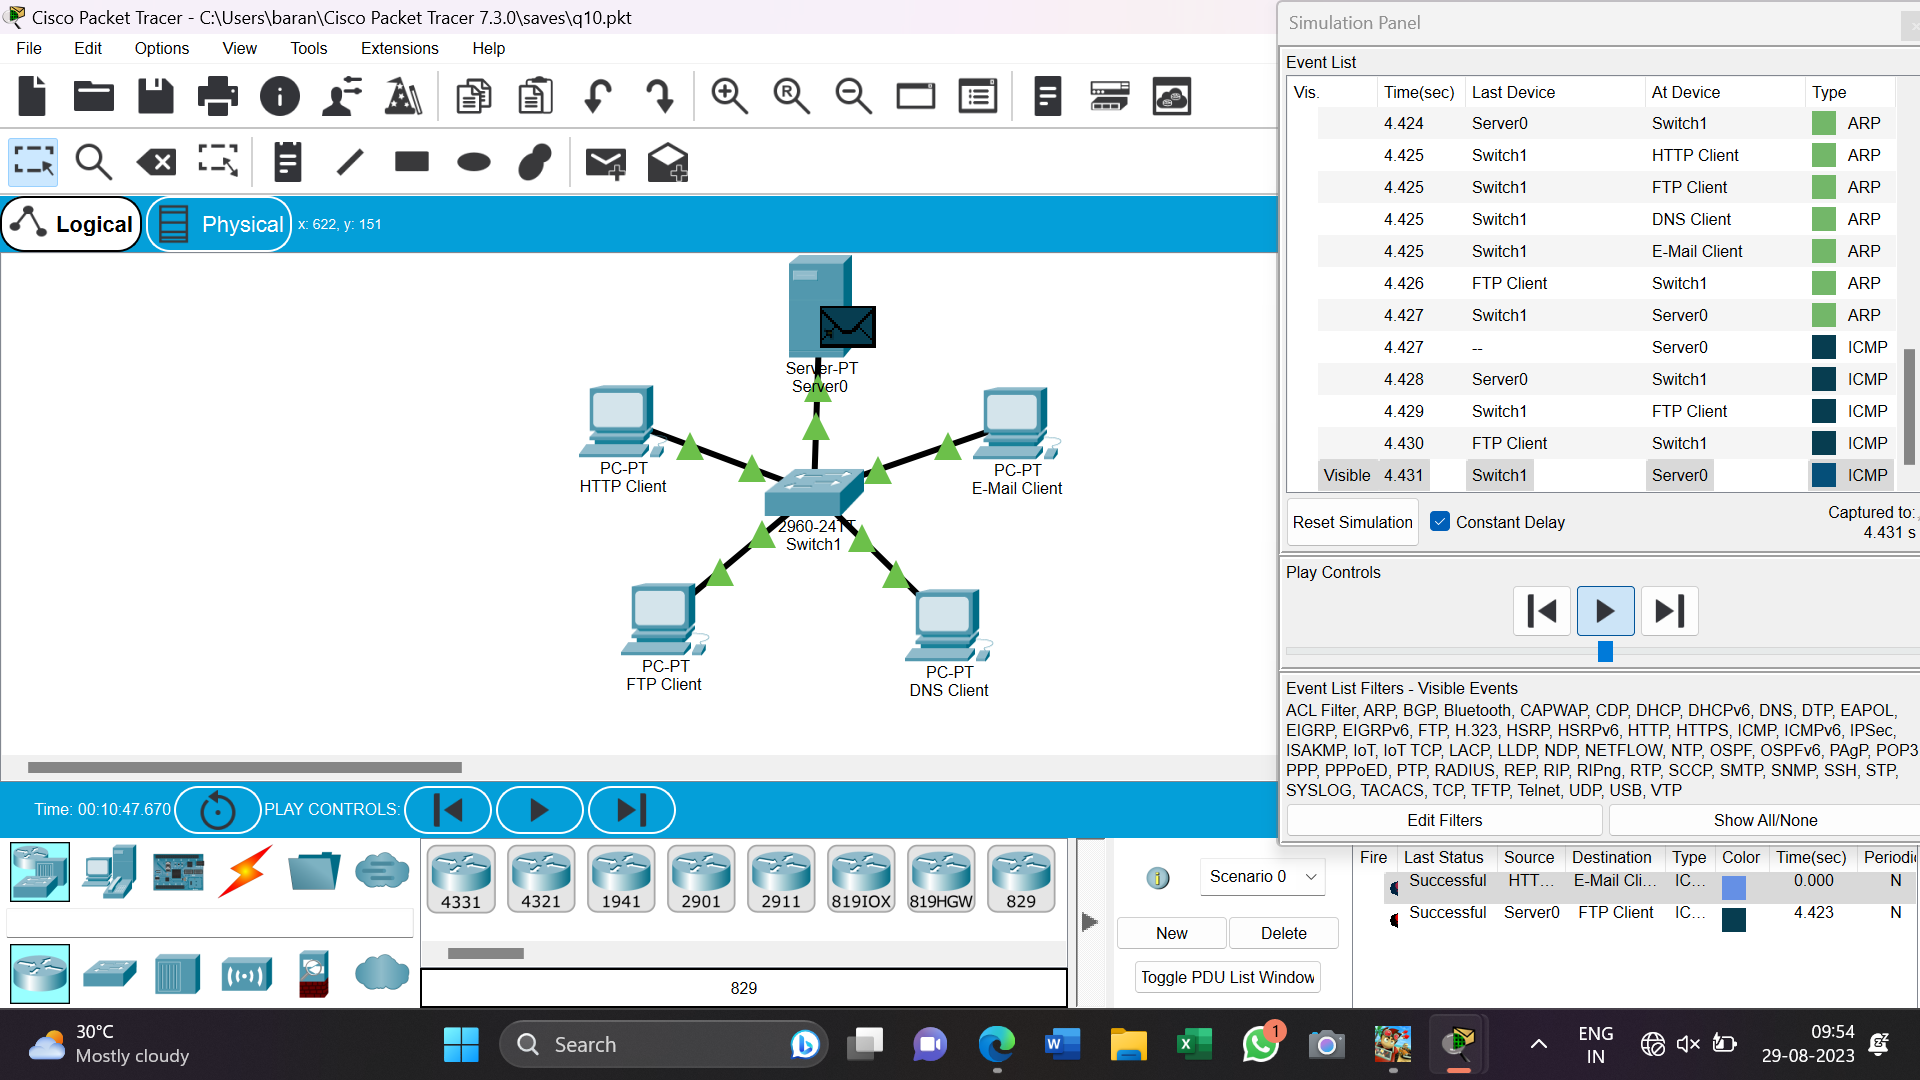 Cisco Packet Tracer - C:\Users\baran\Cisco Packet Tracer 7.3.0\saves\q10.pkt
File Edit Options View Tools Extensions Help
Logical Physical x: 622, y: 151
Server-PT
Server0
PC-PT
HTTP Client
PC-PT
E-Mail Client
2960-24TT
Switch1
PC-PT
FTP Client
PC-PT
DNS Client
Simulation Panel
Event List
Vis. Time(sec) Last Device At Device Type
4.424 Server0 Switch1 ARP
4.425 Switch1 HTTP Client ARP
4.425 Switch1 FTP Client ARP
4.425 Switch1 DNS Client ARP
4.425 Switch1 E-Mail Client ARP
4.426 FTP Client Switch1 ARP
4.427 Switch1 Server0 ARP
4.427 -- Server0 ICMP
4.428 Server0 Switch1 ICMP
4.429 Switch1 FTP Client ICMP
4.430 FTP Client Switch1 ICMP
Visible 4.431 Switch1 Server0 ICMP
Reset Simulation Constant Delay
Captured to:
4.431 s
Play Controls
Event List Filters - Visible Events
ACL Filter, ARP, BGP, Bluetooth, CAPWAP, CDP, DHCP, DHCPv6, DNS, DTP, EAPOL,
EIGRP, EIGRPv6, FTP, H.323, HSRP, HSRPv6, HTTP, HTTPS, ICMP, ICMPv6, IPSec,
ISAKMP, IoT, IoT TCP, LACP, LLDP, NDP, NETFLOW, NTP, OSPF, OSPFv6, PAgP, POP3
PPP, PPPoED, PTP, RADIUS, REP, RIP, RIPng, RTP, SCCP, SMTP, SNMP, SSH, STP,
SYSLOG, TACACS, TCP, TFTP, Telnet, UDP, USB, VTP
Edit Filters Show All/None
Time: 00:10:47.670 PLAY CONTROLS:
4331 4321 1941 2901 2911 819IOX 819HGW 829
829
Scenario 0
New Delete
Toggle PDU List Window
Fire Last Status Source Destination Type Color Time(sec) Periodi
Successful HTT... E-Mail Cli... IC... 0.000 N
Successful Server0 FTP Client IC... 4.423 N
30°C
Mostly cloudy
Search
1
ENG
IN
09:54
29-08-2023